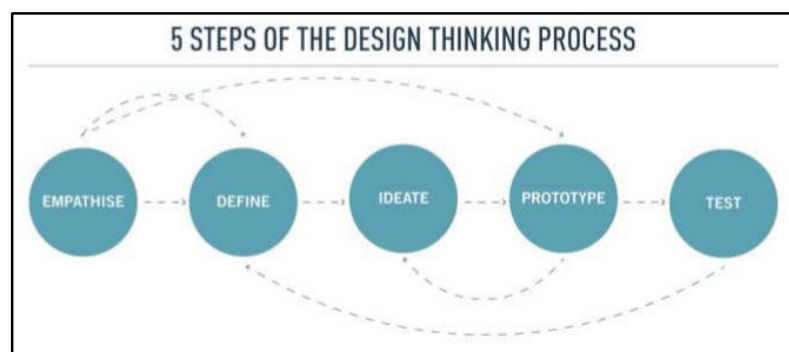 5 STEPS OF THE DESIGN THINKING PROCESS
EMPATHISE
DEFINE
IDEATE
PROTOTYPE
TEST